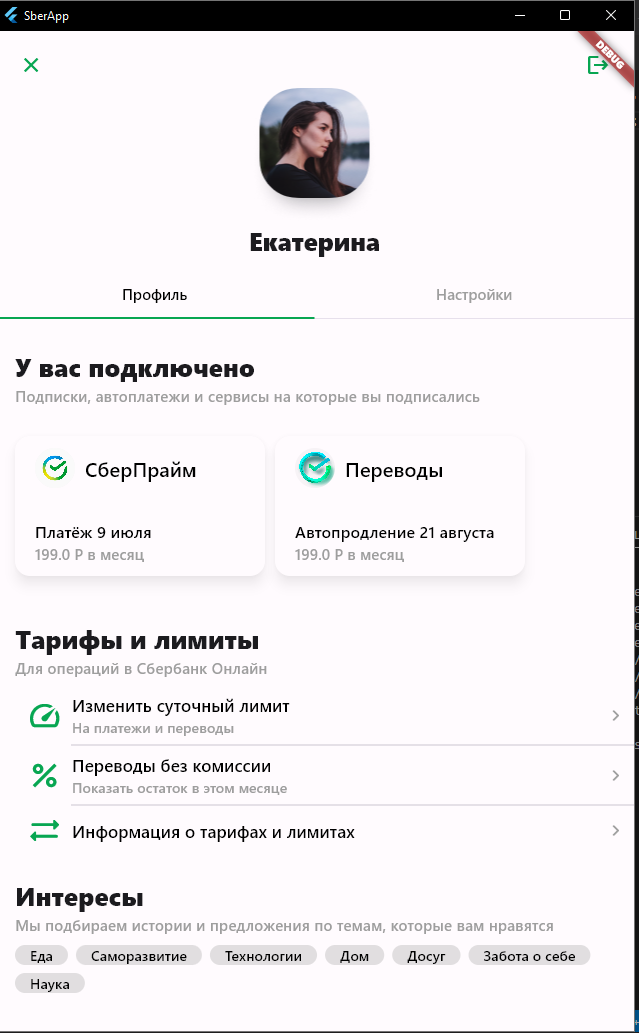 SberApp
DEBUG
Екатерина
Профиль
Настройки
У вас подключено
Подписки, автоплатежи и сервисы на которые вы подписались
СберПрайм
Переводы
Платёж 9 июля
Автопродление 21 августа
199.0 Р в месяц
199.0 Р в месяц
Тарифы и лимиты
Для операций в Сбербанк Онлайн
Изменить суточный лимит
На платежи и переводы
Переводы без комиссии
Показать остаток в этом месяце
Информация о тарифах и лимитах
Интересы
Мы подбираем истории и предложения по темам, которые вам нравятся
Еда Саморазвитие Технологии Дом Досуг Забота о себе
Наука